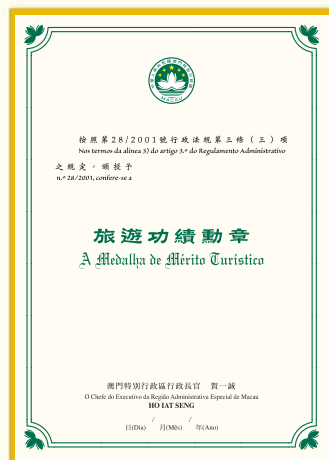 MACAU
按照第28/2001號行政法規第三條（三）項
Nos termos da alínea 3) do artigo 3.º do Regulamento Administrativo
之規定，頒授予
n.º 28/2001, confere-se a
旅遊功績勳章
A Medalha de Mérito Turístico
澳門特別行政區行政長官 賀一誠
O Chefe do Executivo da Região Administrativa Especial de Macau
HO IAT SENG
/ /
日(Dia) 月(Mês) 年(Ano)